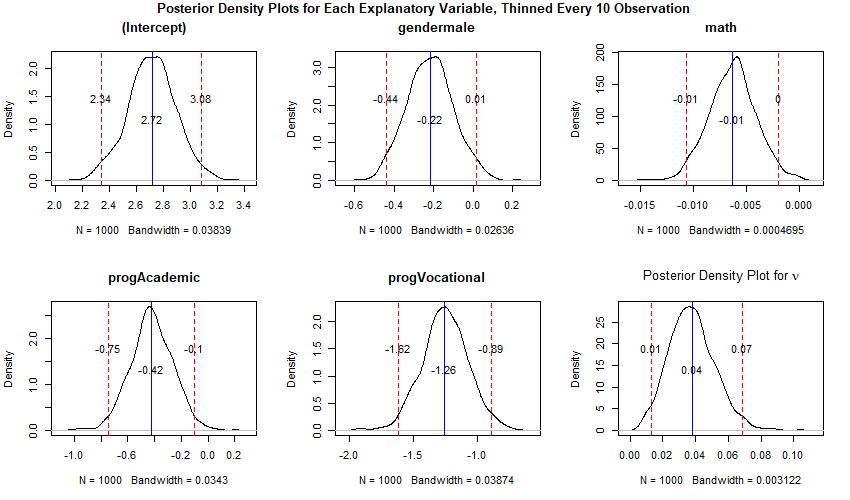 Posterior Density Plots for Each Explanatory Variable, Thinned Every 10 Observation
(Intercept)
Density
0.0 0.5 1.0 1.5 2.0
2.34 3.08
2.72
2.0 2.2 2.4 2.6 2.8 3.0 3.2 3.4
N = 1000 Bandwidth = 0.03839
gendermale
Density
0.0 1.0 2.0 3.0
-0.44 0.01
-0.22
-0.6 -0.4 -0.2 0.0 0.2
N = 1000 Bandwidth = 0.02636
math
Density
0 50 100 150 200
-0.01 0
-0.01
-0.015 -0.010 -0.005 0.000
N = 1000 Bandwidth = 0.0004695
progAcademic
Density
0.0 1.0 2.0
-0.75 -0.1
-0.42
-1.0 -0.6 -0.2 0.0 0.2
N = 1000 Bandwidth = 0.0343
progVocational
Density
0.0 0.5 1.0 1.5 2.0
-1.62 -0.89
-1.26
-2.0 -1.5 -1.0
N = 1000 Bandwidth = 0.03874
Posterior Density Plot for ν
Density
0 5 10 15 20 25
0.01 0.07
0.04
0.00 0.02 0.04 0.06 0.08 0.10
N = 1000 Bandwidth = 0.003122